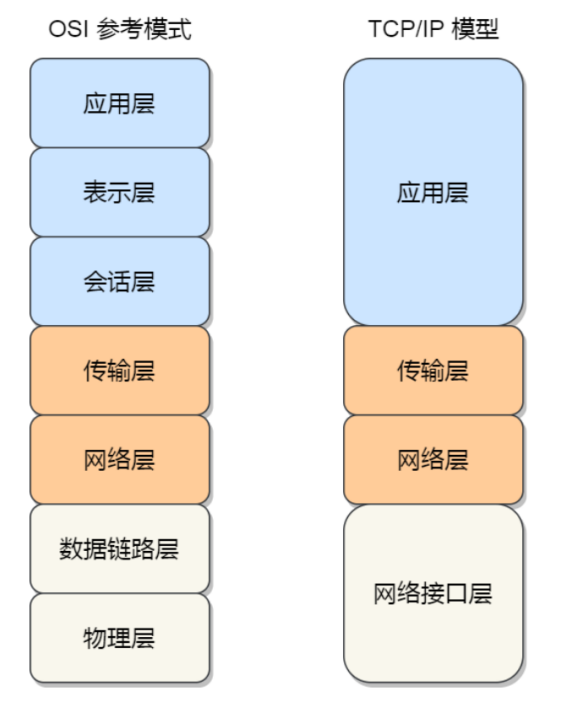 OSI 参考模式
应用层
表示层
会话层
传输层
网络层
数据链路层
物理层
TCP/IP 模型
应用层
传输层
网络层
网络接口层